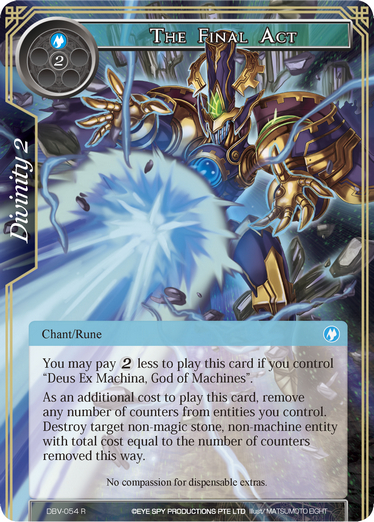 The Final Act
2
Divinity 2
Chant/Rune
You may pay 2 less to play this card if you control
“Deus Ex Machina, God of Machines”.
As an additional cost to play this card, remove
any number of counters from entities you control.
Destroy target non-magic stone, non-machine entity
with total cost equal to the number of counters
removed this way.
No compassion for dispensable extras.
DBV-054 R ©EYE SPY PRODUCTIONS PTE LTD Illust/ MATSUMOTO EIGHT